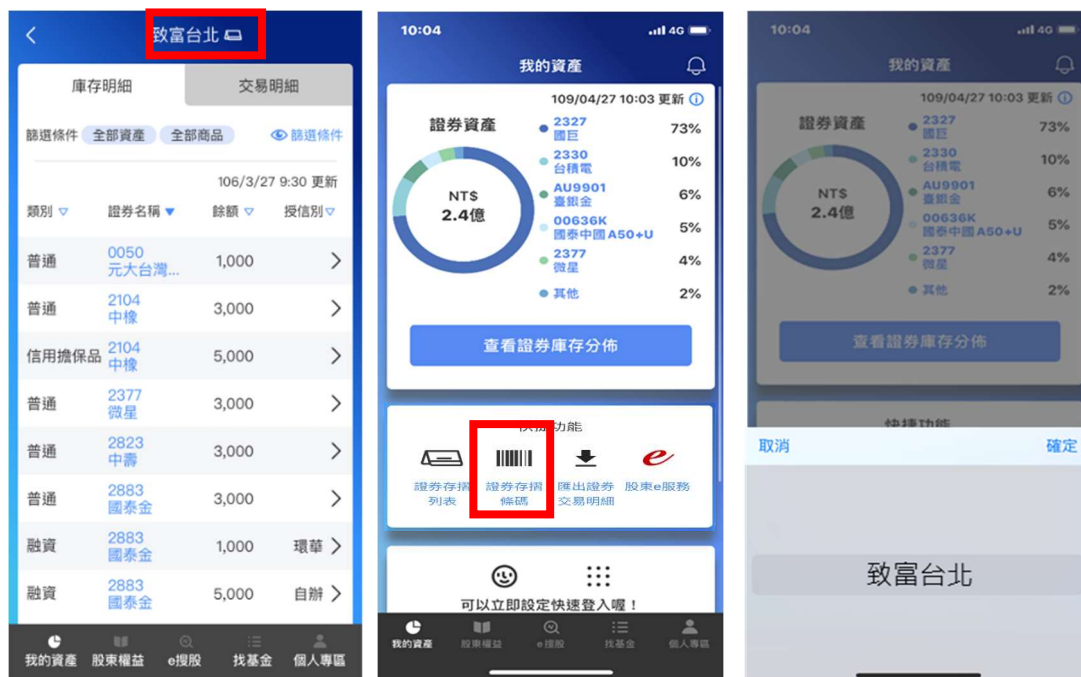 致富台北
庫存明細 交易明細
篩選條件 全部資產 全部商品 篩選條件
106/3/27 9:30 更新
類別 證券名稱 餘額 授信別
普通 0050 1,000
元大台灣...
普通 2104 3,000
中橡
信用擔保品 2104 5,000
中橡
普通 2377 3,000
微星
普通 2823 3,000
中壽
普通 2883 3,000
國泰金
融資 2883 1,000 環華
國泰金
融資 2883 5,000 自辦
國泰金
我的資產 股東權益 e搜股 找基金 個人專區
10:04 4G
我的資產
109/04/27 10:03 更新
證券資產
NT$
2.4億
2327 73%
國巨
2330 10%
台積電
AU9901 6%
臺銀金
00636K 5%
國泰中國A50+U
2377 4%
微星
其他 2%
查看證券庫存分佈
快捷功能
證券存摺
列表
證券存摺
條碼
匯出證券
交易明細
股東e服務
可以立即設定快速登入喔！
我的資產 股東權益 e搜股 找基金 個人專區
10:04 4G
我的資產
109/04/27 10:03 更新
證券資產
NT$
2.4億
2327 73%
國巨
2330 10%
台積電
AU9901 6%
臺銀金
00636K 5%
國泰中國A50+U
2377 4%
微星
其他 2%
查看證券庫存分佈
快捷功能
取消 確定
致富台北